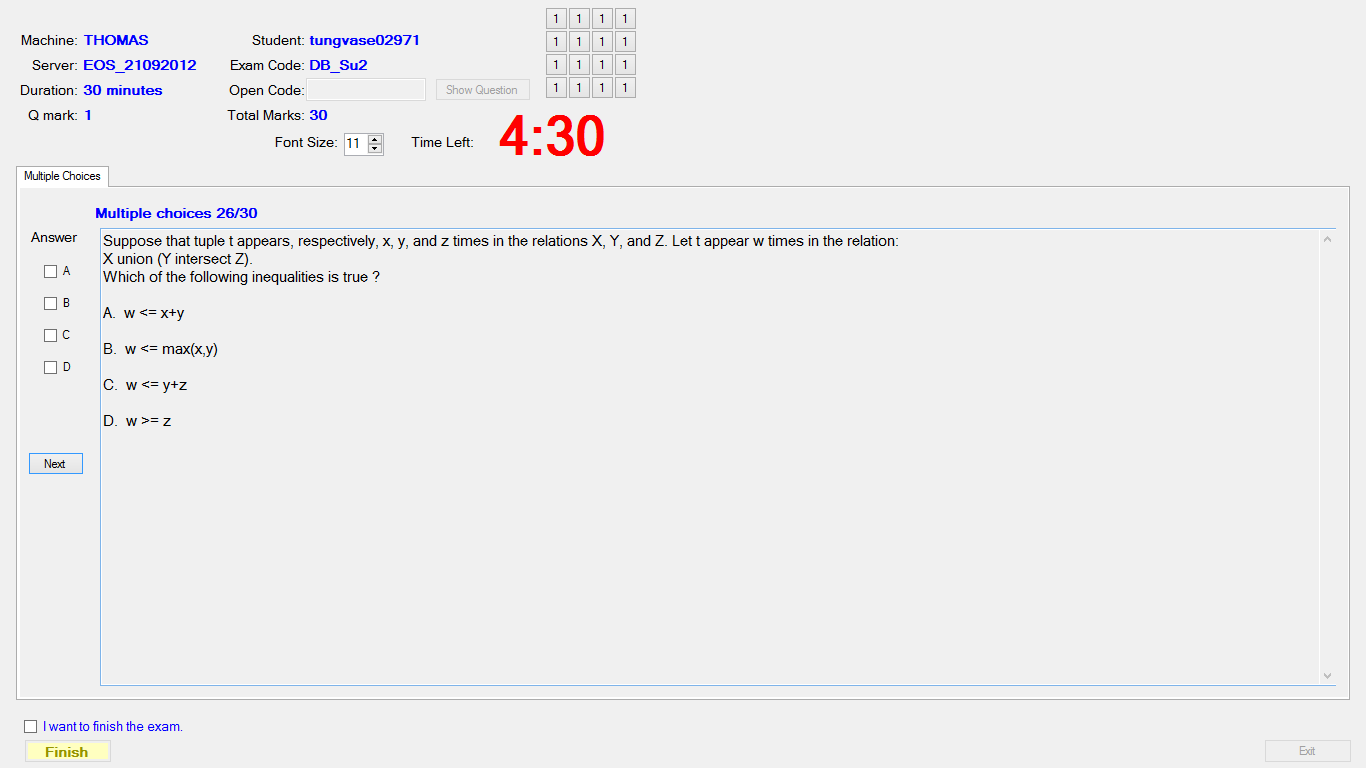 Machine: THOMAS
Student: tungvase02971
Server: EOS_21092012
Exam Code: DB_Su2
Duration: 30 minutes
Open Code:
Show Question
Q mark: 1
Total Marks: 30
1 1 1 1
1 1 1 1
1 1 1 1
1 1 1 1
Font Size: 11
Time Left: 4:30
Multiple Choices
Multiple choices 26/30
Answer
A
B
C
D
Next
Suppose that tuple t appears, respectively, x, y, and z times in the relations X, Y, and Z. Let t appear w times in the relation:
X union (Y intersect Z).
Which of the following inequalities is true ?
A. w <= x+y
B. w <= max(x,y)
C. w <= y+z
D. w >= z
I want to finish the exam.
Finish
Exit